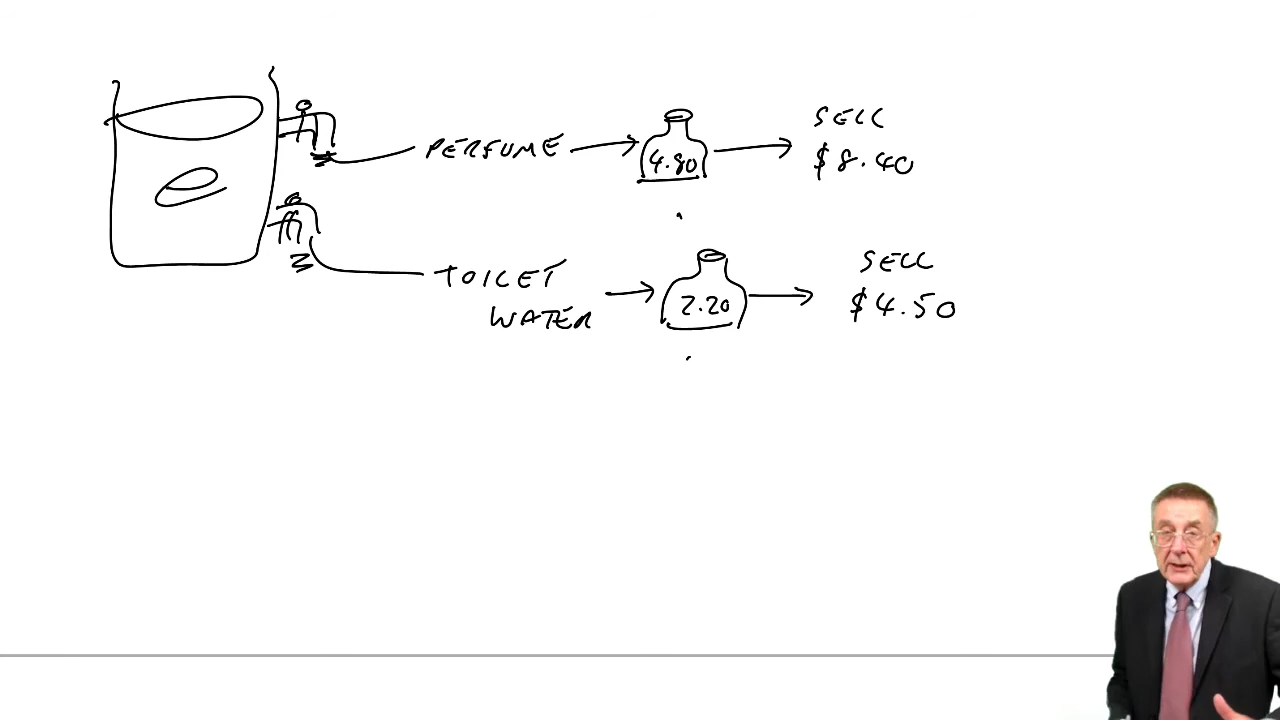 PERFUME
4.80
SELL
$8.40
TOILET
WATER
2.20
SELL
$4.50